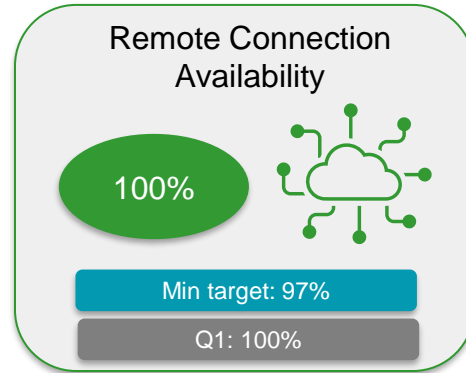 Remote Connection
Availability
100%
Min target: 97%
Q1: 100%